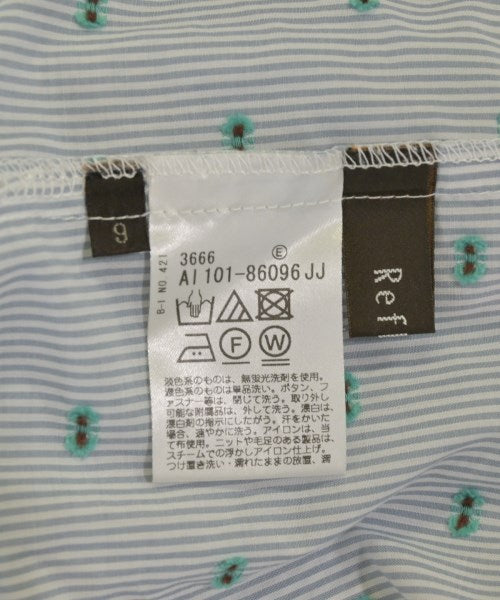 9
B-I NO. 421
3666
E
AI101-86096JJ
F
W
淡色系のものは、無蛍光洗剤を使用。
濃色系のものは単品洗い。ボタン、フ
ァスナー等は、閉じて洗う。取り外し
可能な附属品は、外して洗う。漂白は、
漂白剤の指示にしたがう。汗をかいた
場合、速やかに洗う。アイロンは、当
て布使用。ニットや毛足のある製品は、
スチームでの浮かしアイロン仕上げ。
つけ置き洗い・濡れたままの放置、濡
Ref